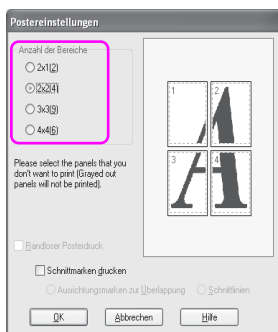 Postereinstellungen
Anzahl der Bereiche
2x1(2)
2x2(4)
3x3(9)
4x4(6)
1 2
3 4
Please select the panels that you
don't want to print (Grayed out
panels will not be printed).
Randloser Posterdruck
Schnittmarken drucken
Ausrichtungsmarken zur Überlappung Schnittlinien
OK Abbrechen Hilfe